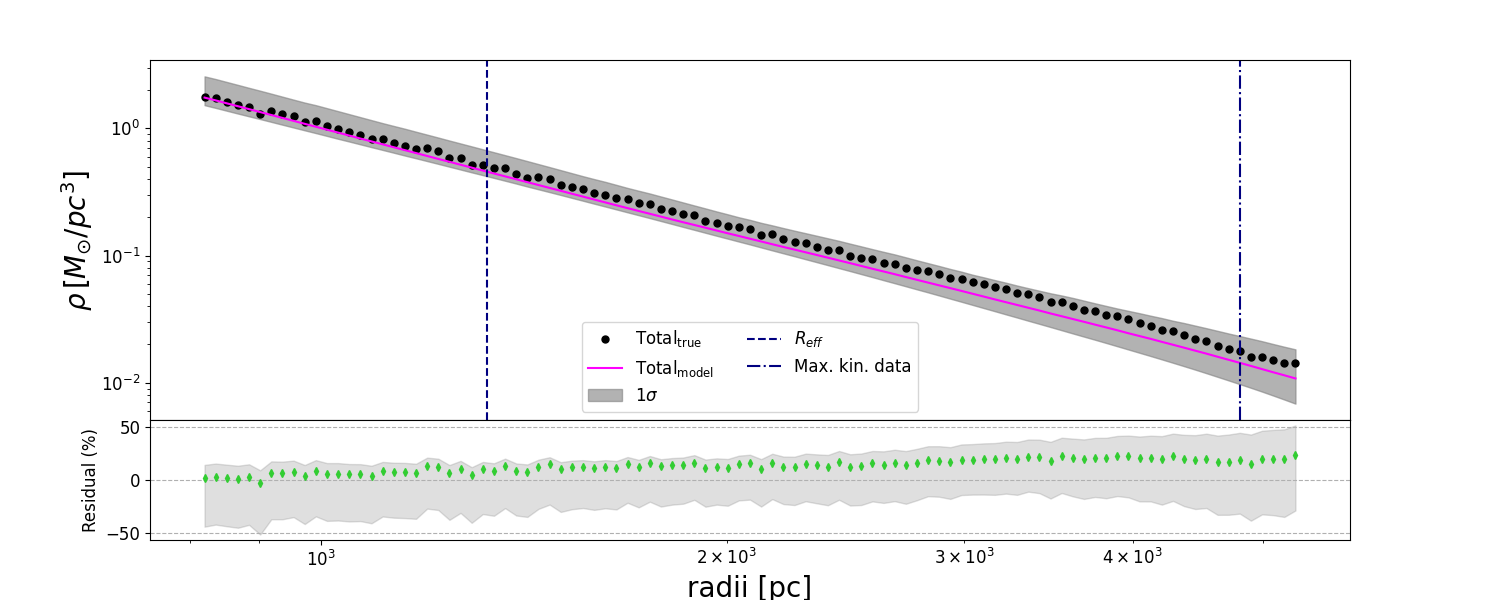 ρ [M⊙/pc³]
10⁰
10⁻¹
10⁻²
Total_true
Total_model
1σ
R_eff
Max. kin. data
Residual (%)
50
0
−50
10³
2 × 10³
3 × 10³
4 × 10³
radii [pc]